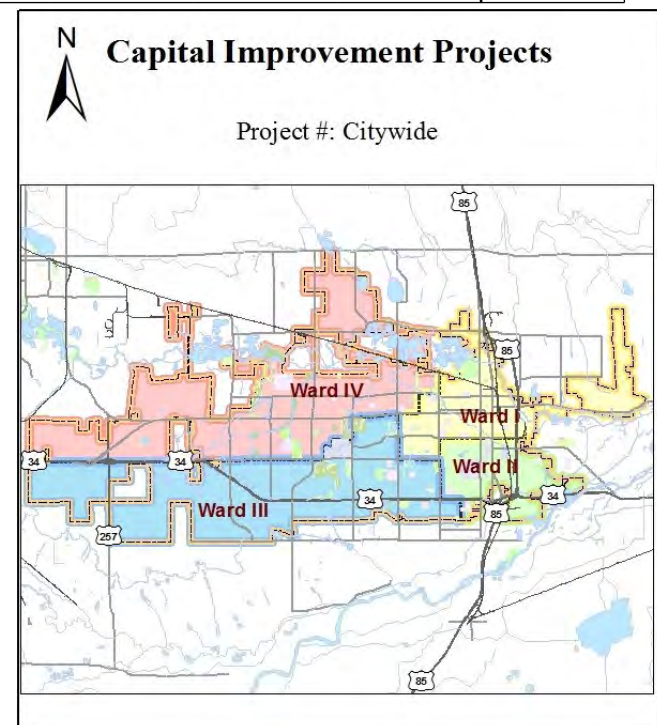 N
Capital Improvement Projects
Project #: Citywide
85
85
Ward IV
Ward I
34
34
Ward II
34
34
Ward III
85
257
85